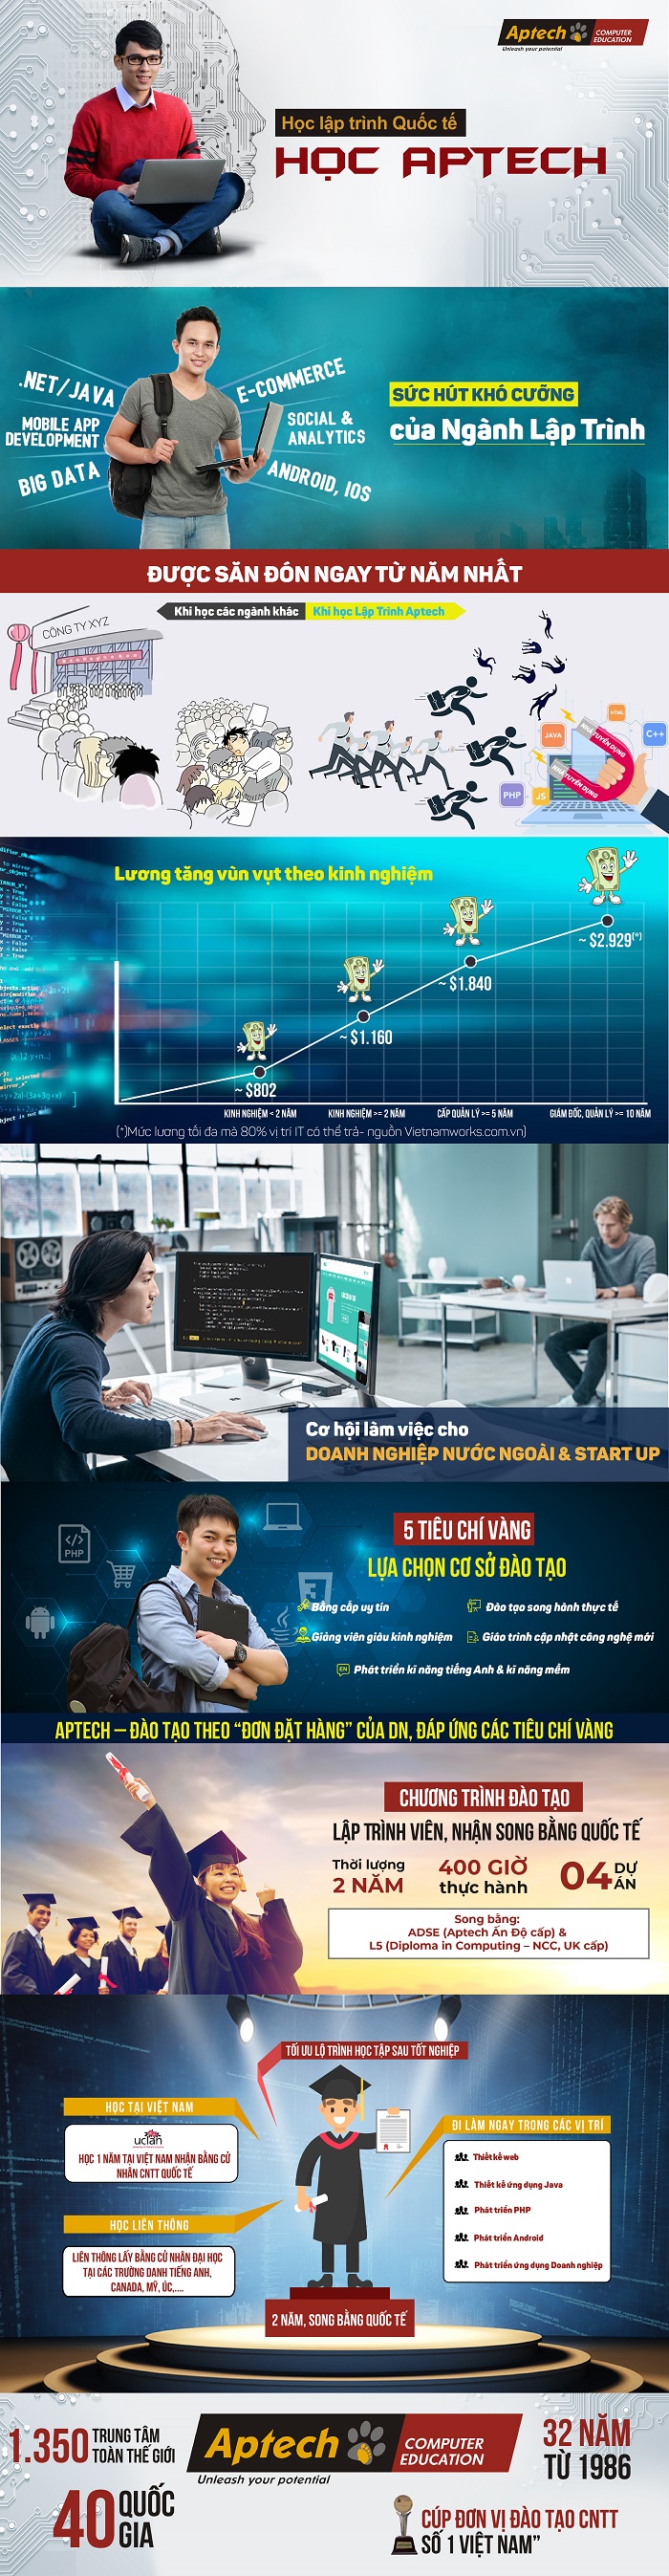 Aptech COMPUTER
EDUCATION
Unleash your potential
Học lập trình Quốc tế
HỌC APTECH
.NET/JAVA
MOBILE APP
DEVELOPMENT
BIG DATA
E-COMMERCE
SOCIAL &
ANALYTICS
ANDROID, IOS
SỨC HÚT KHÓ CƯỠNG
của Ngành Lập Trình
ĐƯỢC SĂN ĐÓN NGAY TỪ NĂM NHẤT
Khi học các ngành khác Khi học Lập Trình Aptech
CÔNG TY XYZ
HTML
JAVA
C++
PHP
JS
NHÀ TUYỂN DỤNG
NHÀ TUYỂN DỤNG
Lương tăng vùn vụt theo kinh nghiệm
~ $2.929(*)
~ $1.840
~ $1.160
~ $802
KINH NGHIỆM < 2 NĂM KINH NGHIỆM >= 2 NĂM CẤP QUẢN LÝ >= 5 NĂM GIÁM ĐỐC, QUẢN LÝ >= 10 NĂM
(*)Mức lương tối đa mà 80% vị trí IT có thể trả- nguồn Vietnamworks.com.vn)
Cơ hội làm việc cho
DOANH NGHIỆP NƯỚC NGOÀI & START UP
PHP
5 TIÊU CHÍ VÀNG
LỰA CHỌN CƠ SỞ ĐÀO TẠO
Bằng cấp uy tín Đào tạo song hành thực tế
Giảng viên giàu kinh nghiệm Giáo trình cập nhật công nghệ mới
EN Phát triển kĩ năng tiếng Anh & kĩ năng mềm
APTECH – ĐÀO TẠO THEO “ĐƠN ĐẶT HÀNG” CỦA DN, ĐÁP ỨNG CÁC TIÊU CHÍ VÀNG
CHƯƠNG TRÌNH ĐÀO TẠO
LẬP TRÌNH VIÊN, NHẬN SONG BẰNG QUỐC TẾ
Thời lượng
2 NĂM
400 GIỜ
thực hành
04 DỰ
ÁN
Song bằng:
ADSE (Aptech Ấn Độ cấp) &
L5 (Diploma in Computing – NCC, UK cấp)
TỐI ƯU LỘ TRÌNH HỌC TẬP SAU TỐT NGHIỆP
HỌC TẠI VIỆT NAM
uclan
HỌC 1 NĂM TẠI VIỆT NAM NHẬN BẰNG CỬ
NHÂN CNTT QUỐC TẾ
HỌC LIÊN THÔNG
LIÊN THÔNG LẤY BẰNG CỬ NHÂN ĐẠI HỌC
TẠI CÁC TRƯỜNG DANH TIẾNG ANH,
CANADA, MỸ, ÚC,....
ĐI LÀM NGAY TRONG CÁC VỊ TRÍ
Thiết kế web
Thiết kế ứng dụng Java
Phát triển PHP
Phát triển Android
Phát triển ứng dụng Doanh nghiệp
2 NĂM, SONG BẰNG QUỐC TẾ
1.350 TRUNG TÂM
TOÀN THẾ GIỚI
40 QUỐC
GIA
Aptech COMPUTER
EDUCATION
Unleash your potential
32 NĂM
TỪ 1986
CÚP ĐƠN VỊ ĐÀO TẠO CNTT
SỐ 1 VIỆT NAM”